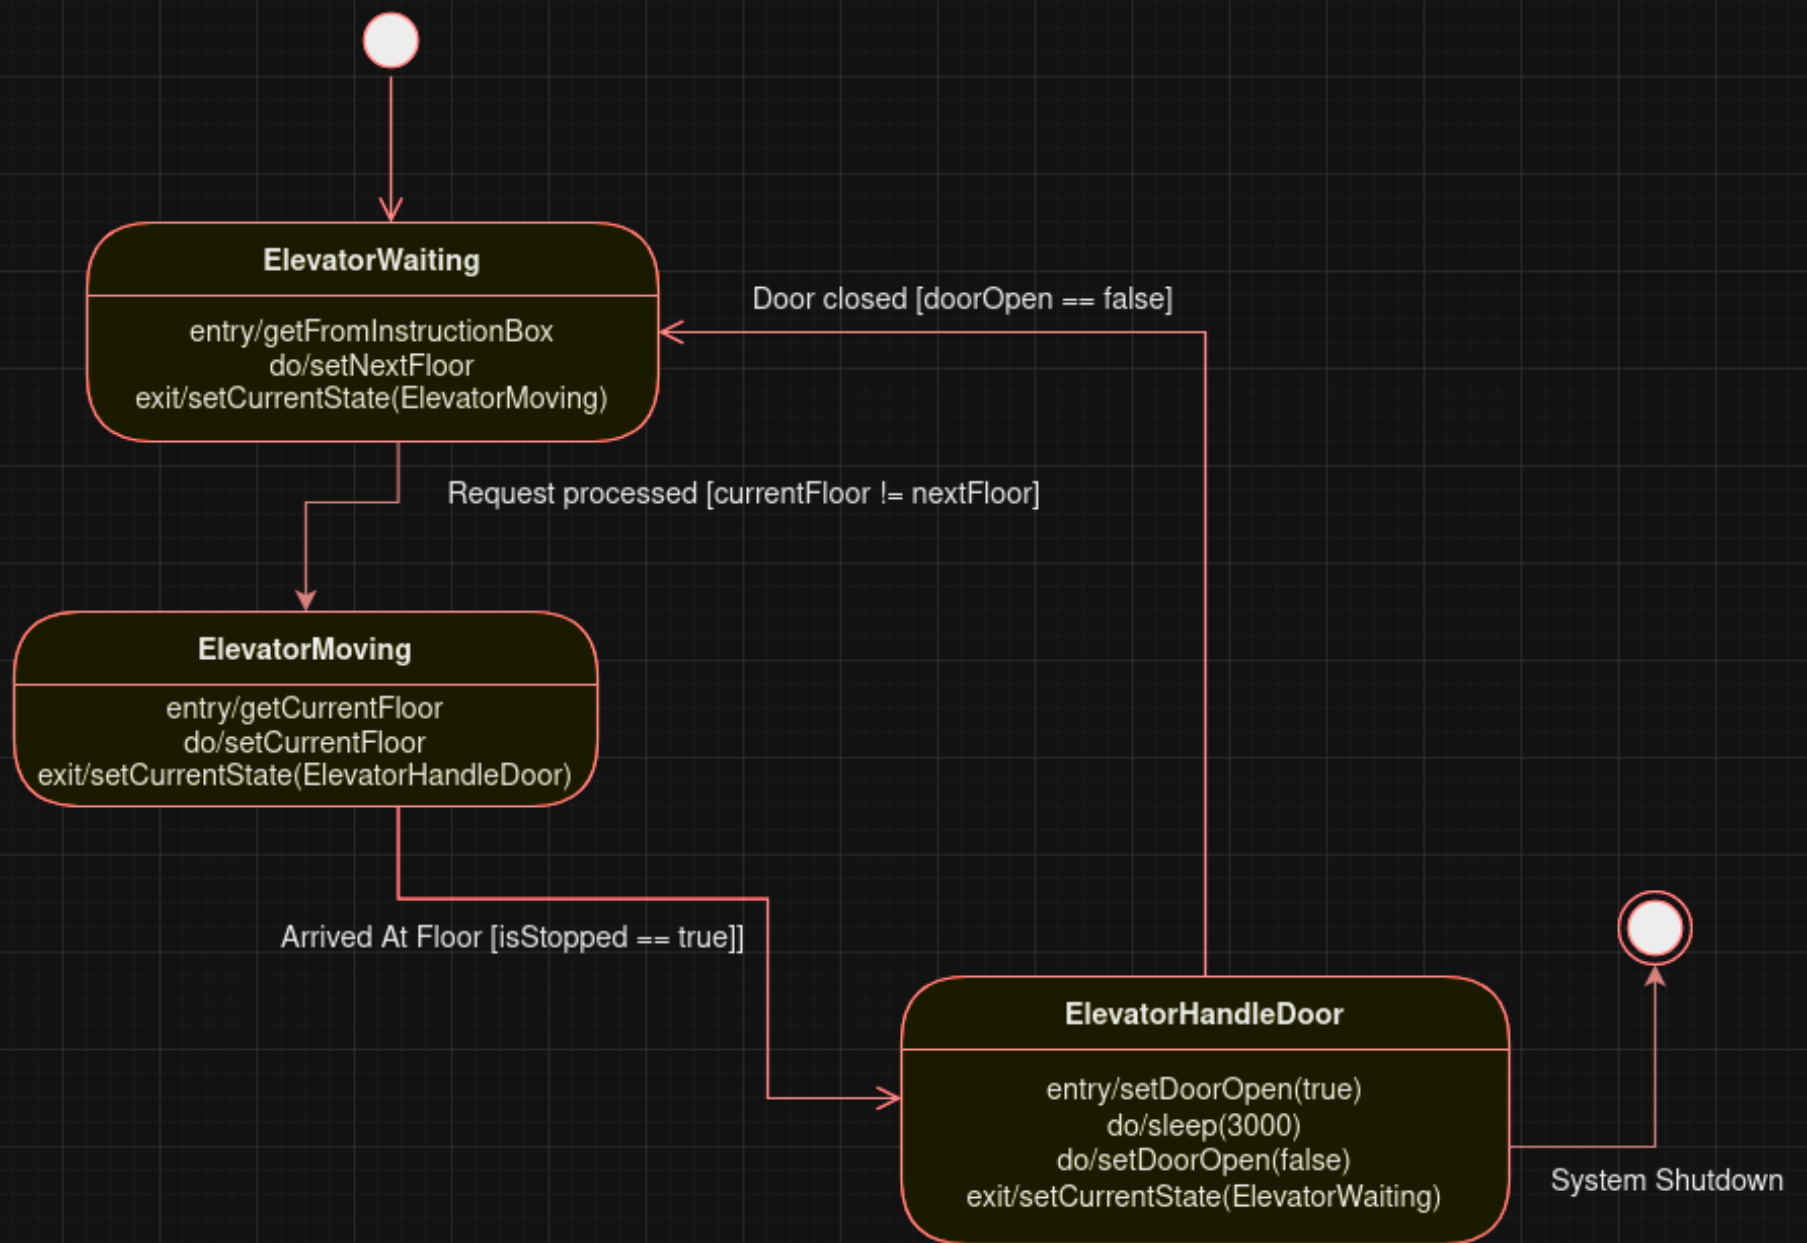 ElevatorWaiting
entry/getFromInstructionBox
do/setNextFloor
exit/setCurrentState(ElevatorMoving)
Door closed [doorOpen == false]
Request processed [currentFloor != nextFloor]
ElevatorMoving
entry/getCurrentFloor
do/setCurrentFloor
exit/setCurrentState(ElevatorHandleDoor)
Arrived At Floor [isStopped == true]]
ElevatorHandleDoor
entry/setDoorOpen(true)
do/sleep(3000)
do/setDoorOpen(false)
exit/setCurrentState(ElevatorWaiting)
System Shutdown